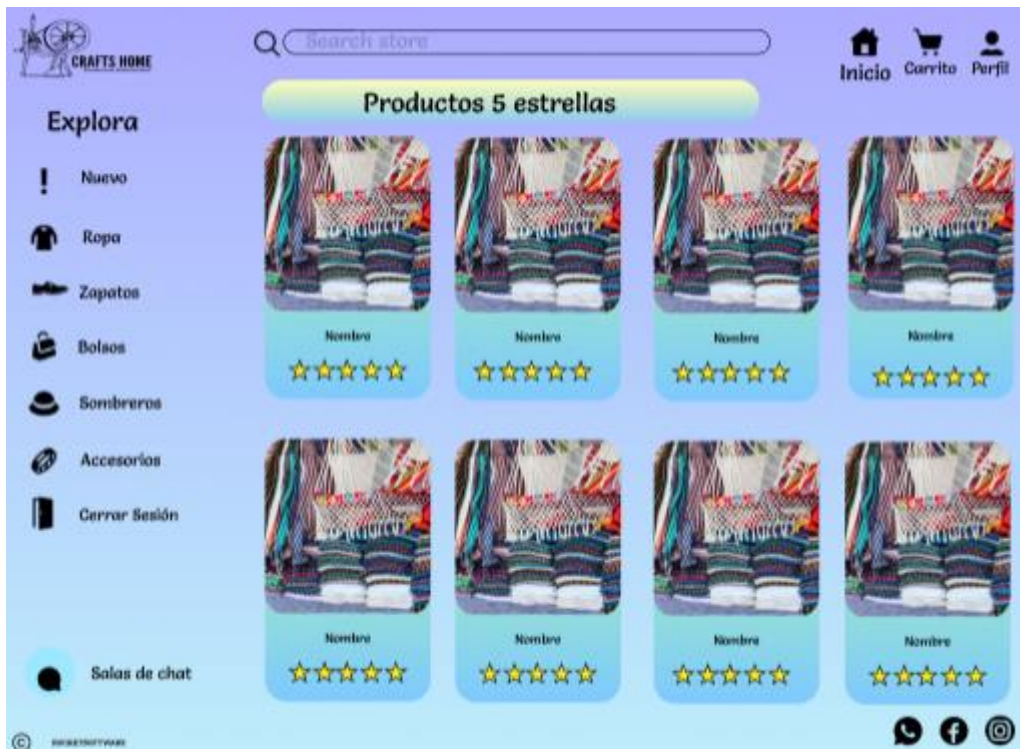 CRAFTS HOME
Search store
Inicio
Carrito
Perfil
Productos 5 estrellas
Explora
Nuevo
Ropa
Zapatos
Bolsos
Sombreros
Accesorios
Cerrar Sesión
Nombre
Nombre
Nombre
Nombre
Nombre
Nombre
Nombre
Nombre
Salas de chat
©